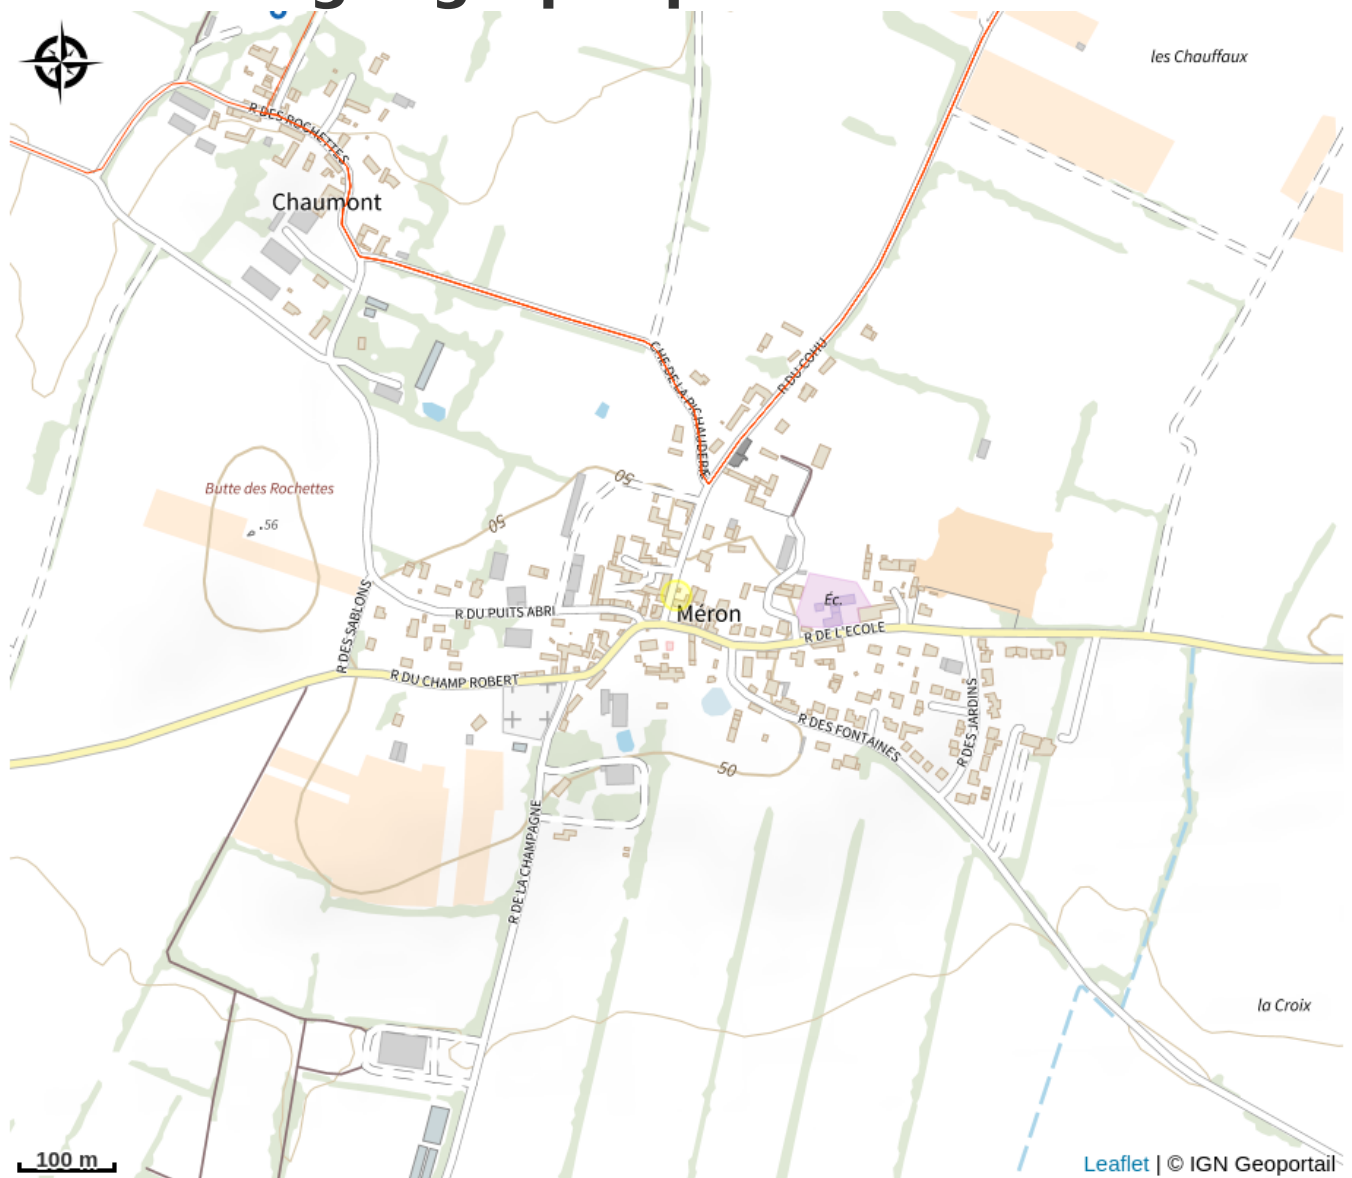 les Chauffaux
R DES ROCHETTES
Chaumont
CHE DE LA PICHAUDERIE
R DU COHU
50
Butte des Rochettes
.56
50
Éc.
R DES SABLONS
R DU PUITS ABRI
Méron
R DE L'ECOLE
R DU CHAMP ROBERT
R DES JARDINS
R DES FONTAINES
50
R DE LA CHAMPAGNE
la Croix
100 m
Leaflet | © IGN Geoportail